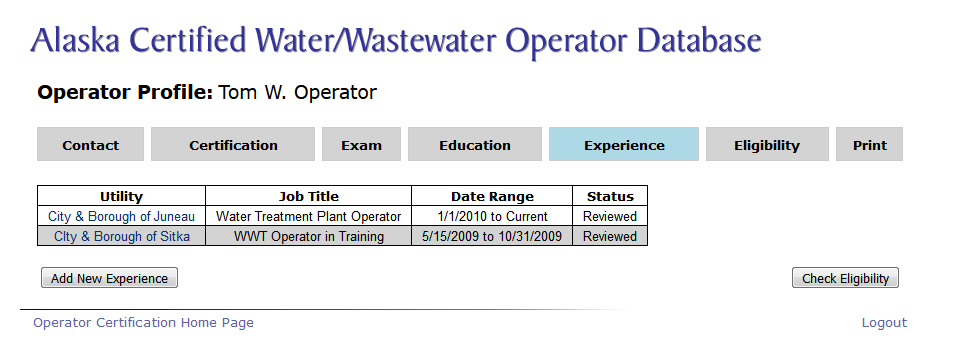 Alaska Certified Water/Wastewater Operator Database
Operator Profile: Tom W. Operator
Contact Certification Exam Education Experience Eligibility Print
Utility Job Title Date Range Status
City & Borough of Juneau Water Treatment Plant Operator 1/1/2010 to Current Reviewed
CIty & Borough of Sitka WWT Operator in Training 5/15/2009 to 10/31/2009 Reviewed
Add New Experience Check Eligibility
Operator Certification Home Page Logout